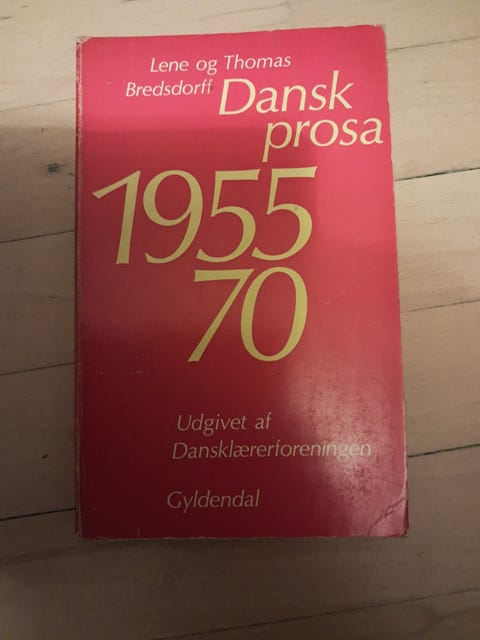 Lene og Thomas
Bredsdorff
Dansk
prosa
1955
70
Udgivet af
Dansklærerforeningen
Gyldendal